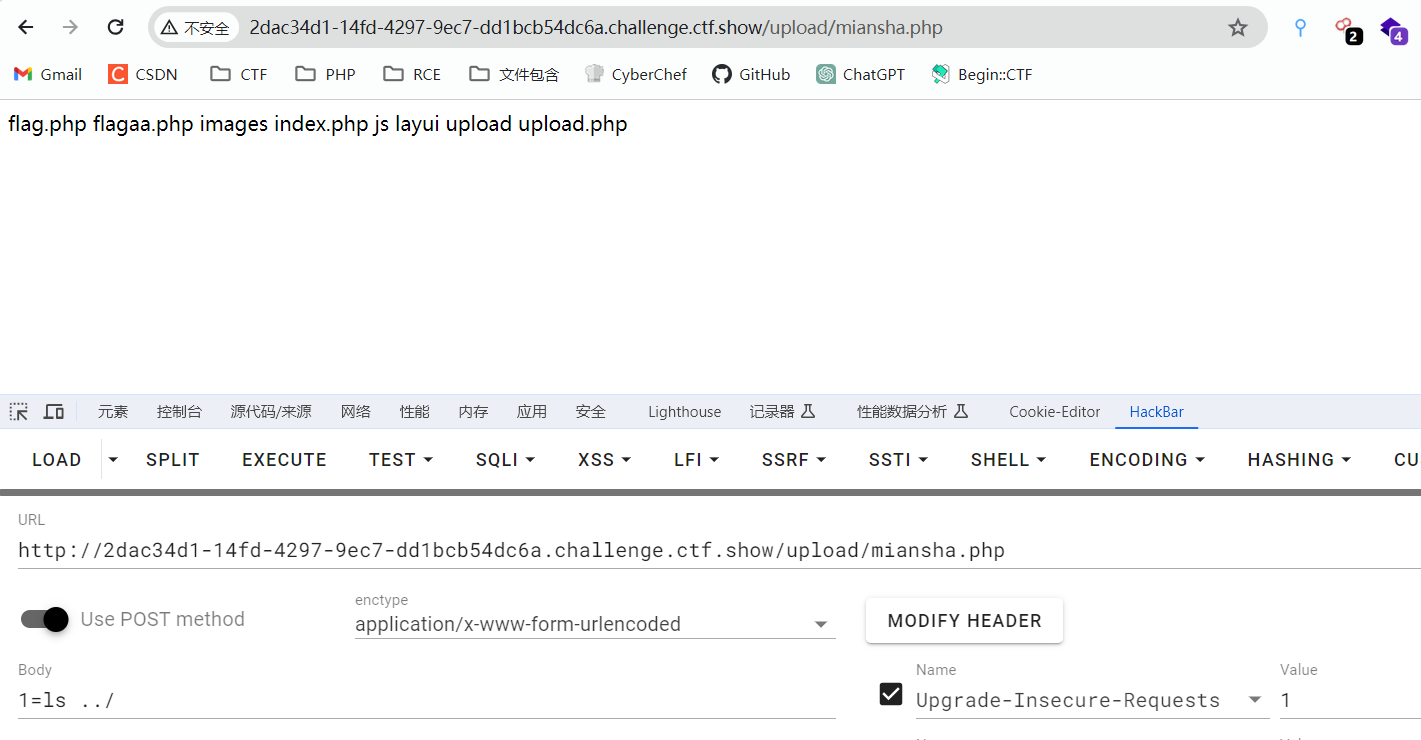 不安全 2dac34d1-14fd-4297-9ec7-dd1bcb54dc6a.challenge.ctf.show/upload/miansha.php 2 4
Gmail CSDN CTF PHP RCE 文件包含 CyberChef GitHub ChatGPT Begin::CTF
flag.php flagaa.php images index.php js layui upload upload.php
元素 控制台 源代码/来源 网络 性能 内存 应用 安全 Lighthouse 记录器 性能数据分析 Cookie-Editor HackBar
LOAD SPLIT EXECUTE TEST SQLI XSS LFI SSRF SSTI SHELL ENCODING HASHING CU
URL
http://2dac34d1-14fd-4297-9ec7-dd1bcb54dc6a.challenge.ctf.show/upload/miansha.php
Use POST method
enctype
application/x-www-form-urlencoded
MODIFY HEADER
Body
1=ls ../
Name Value
Upgrade-Insecure-Requests 1